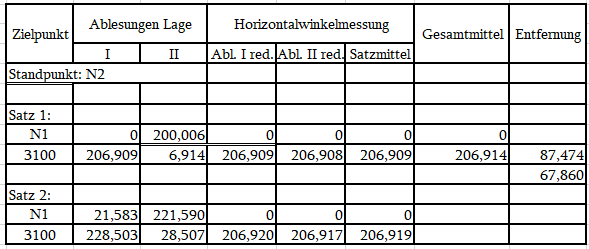 Zielpunkt Ablesungen Lage Horizontalwinkelmessung Gesamtmittel Entfernung
I II Abl. I red. Abl. II red. Satzmittel
Standpunkt: N2
Satz 1:
N1 0 200,006 0 0 0 0
3100 206,909 6,914 206,909 206,908 206,909 206,914 87,474
67,860
Satz 2:
N1 21,583 221,590 0 0 0
3100 228,503 28,507 206,920 206,917 206,919